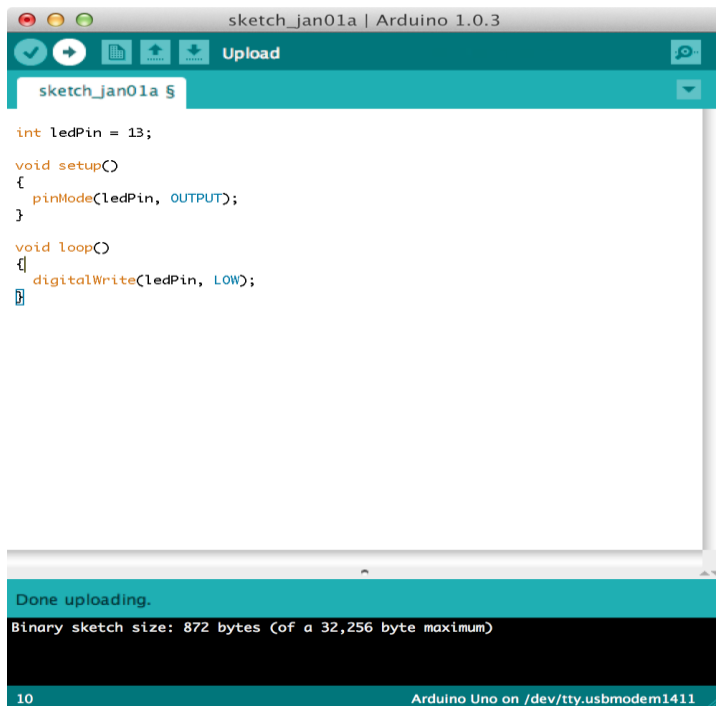 sketch_jan01a | Arduino 1.0.3
Upload
sketch_jan01a §
int ledPin = 13;
void setup()
{
pinMode(ledPin, OUTPUT);
}
void loop()
{
digitalWrite(ledPin, LOW);
}
Done uploading.
Binary sketch size: 872 bytes (of a 32,256 byte maximum)
10 Arduino Uno on /dev/tty.usbmodem1411